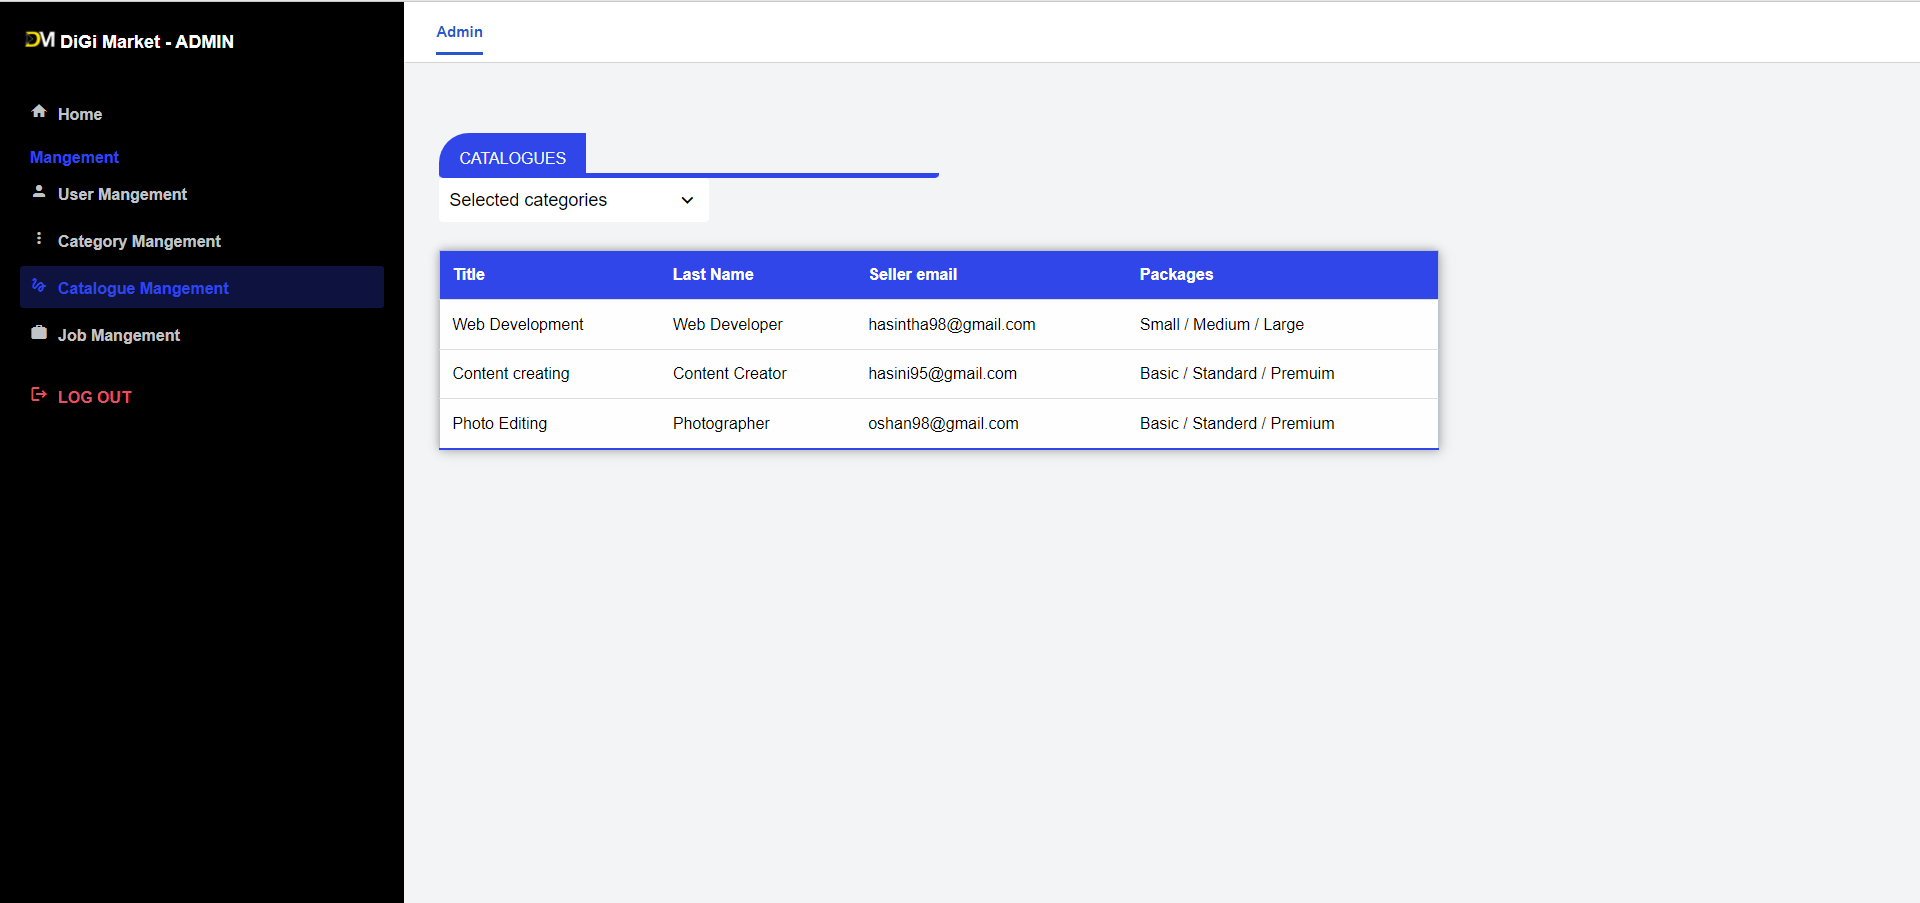 DM DiGi Market - ADMIN
Home
Mangement
User Mangement
Category Mangement
Catalogue Mangement
Job Mangement
LOG OUT
Admin
CATALOGUES
Selected categories
Title Last Name Seller email Packages
Web Development Web Developer hasintha98@gmail.com Small / Medium / Large
Content creating Content Creator hasini95@gmail.com Basic / Standard / Premuim
Photo Editing Photographer oshan98@gmail.com Basic / Standerd / Premium